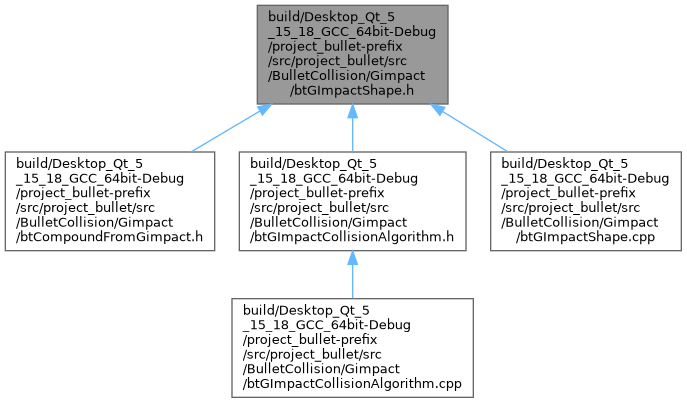 build/Desktop_Qt_5
_15_18_GCC_64bit-Debug
/project_bullet-prefix
/src/project_bullet/src
/BulletCollision/Gimpact
/btGImpactShape.h
build/Desktop_Qt_5
_15_18_GCC_64bit-Debug
/project_bullet-prefix
/src/project_bullet/src
/BulletCollision/Gimpact
/btCompoundFromGimpact.h
build/Desktop_Qt_5
_15_18_GCC_64bit-Debug
/project_bullet-prefix
/src/project_bullet/src
/BulletCollision/Gimpact
/btGImpactCollisionAlgorithm.h
build/Desktop_Qt_5
_15_18_GCC_64bit-Debug
/project_bullet-prefix
/src/project_bullet/src
/BulletCollision/Gimpact
/btGImpactShape.cpp
build/Desktop_Qt_5
_15_18_GCC_64bit-Debug
/project_bullet-prefix
/src/project_bullet/src
/BulletCollision/Gimpact
/btGImpactCollisionAlgorithm.cpp